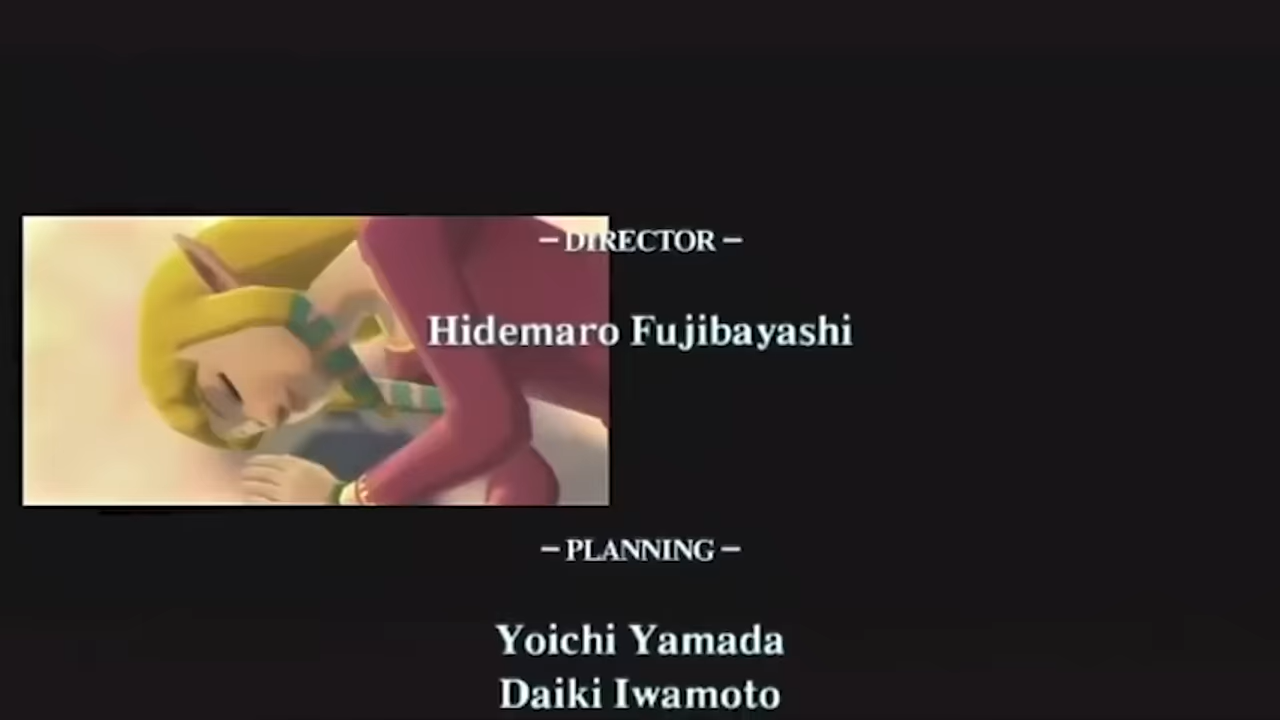 – DIRECTOR –
Hidemaro Fujibayashi
– PLANNING –
Yoichi Yamada
Daiki Iwamoto